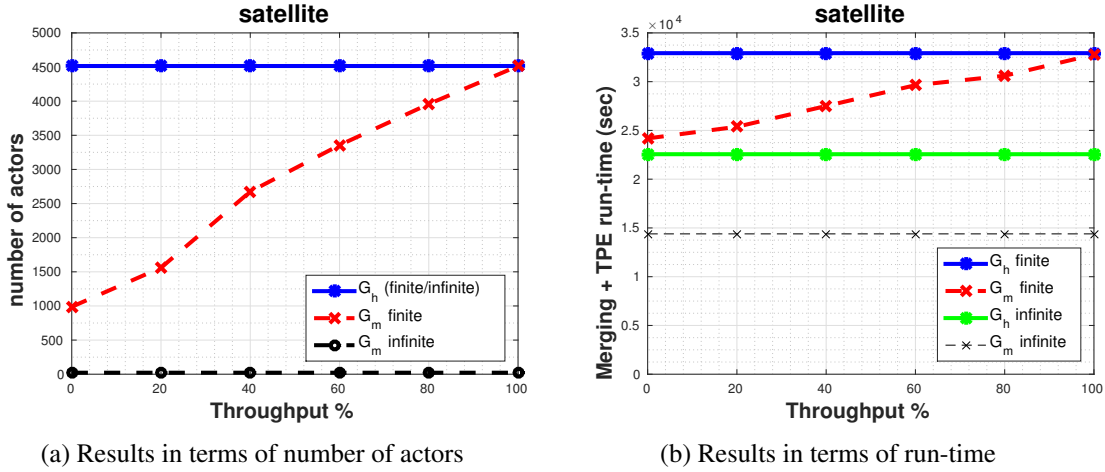 satellite
5000
4500
4000
3500
3000
2500
2000
1500
1000
500
0
number of actors
G_h (finite/infinite)
G_m finite
G_m infinite
0 20 40 60 80 100
Throughput %
(a) Results in terms of number of actors
satellite
×10^4
3.5
3
2.5
2
1.5
1
0.5
0
Merging + TPE run-time (sec)
G_h finite
G_m finite
G_h infinite
G_m infinite
0 20 40 60 80 100
Throughput %
(b) Results in terms of run-time